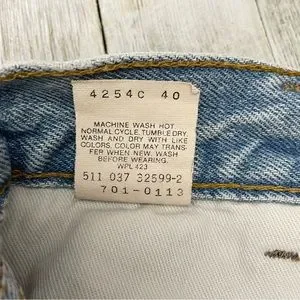 4254C 40
MACHINE WASH HOT
NORMAL CYCLE, TUMBLE DRY.
WASH AND DRY WITH LIKE
COLORS. COLOR MAY TRANS-
FER WHEN NEW. WASH
BEFORE WEARING.
WPL 423
511 037 32599-2
701-0113